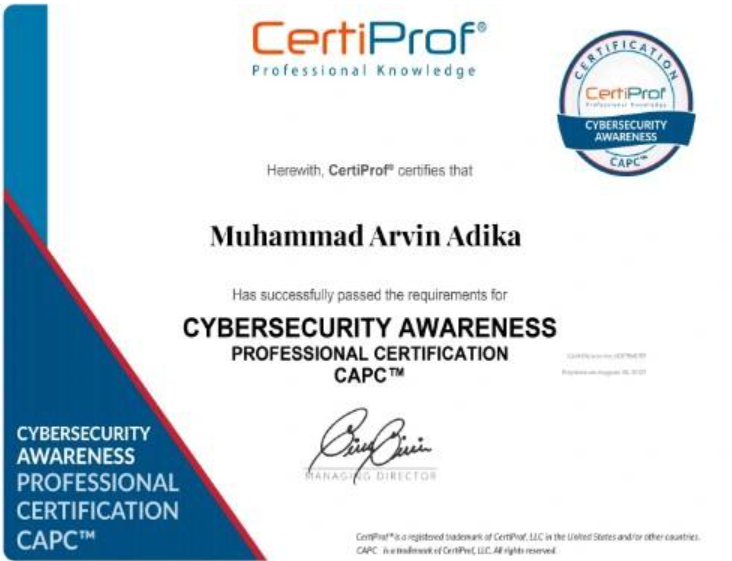 CertiProf®
Professional Knowledge
CERTIFICATION
CertiProf
Professional Knowledge
CYBERSECURITY
AWARENESS
CAPC™
Herewith, CertiProf® certifies that
Muhammad Arvin Adika
Has successfully passed the requirements for
CYBERSECURITY AWARENESS
PROFESSIONAL CERTIFICATION
CAPC™
MANAGING DIRECTOR
CYBERSECURITY
AWARENESS
PROFESSIONAL
CERTIFICATION
CAPC™
CertiProf® is a registered trademark of CertiProf, LLC in the United States and/or other countries.
CAPC is a trademark of CertiProf, LLC. All rights reserved.